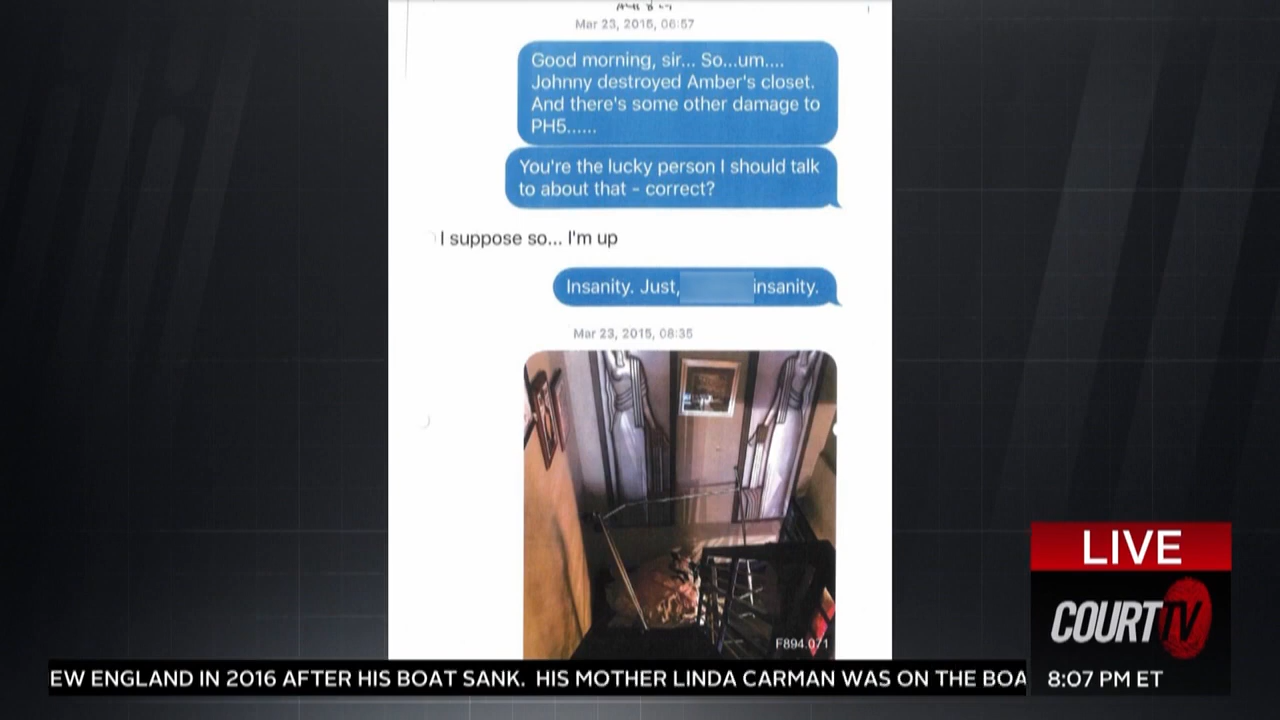 Mar 23, 2015, 06:57
Good morning, sir... So...um....
Johnny destroyed Amber's closet.
And there's some other damage to
PH5......
You're the lucky person I should talk
to about that - correct?
I suppose so... I'm up
Insanity. Just, insanity.
Mar 23, 2015, 08:35
F894.071
LIVE
COURT TV
EW ENGLAND IN 2016 AFTER HIS BOAT SANK. HIS MOTHER LINDA CARMAN WAS ON THE BOA
8:07 PM ET